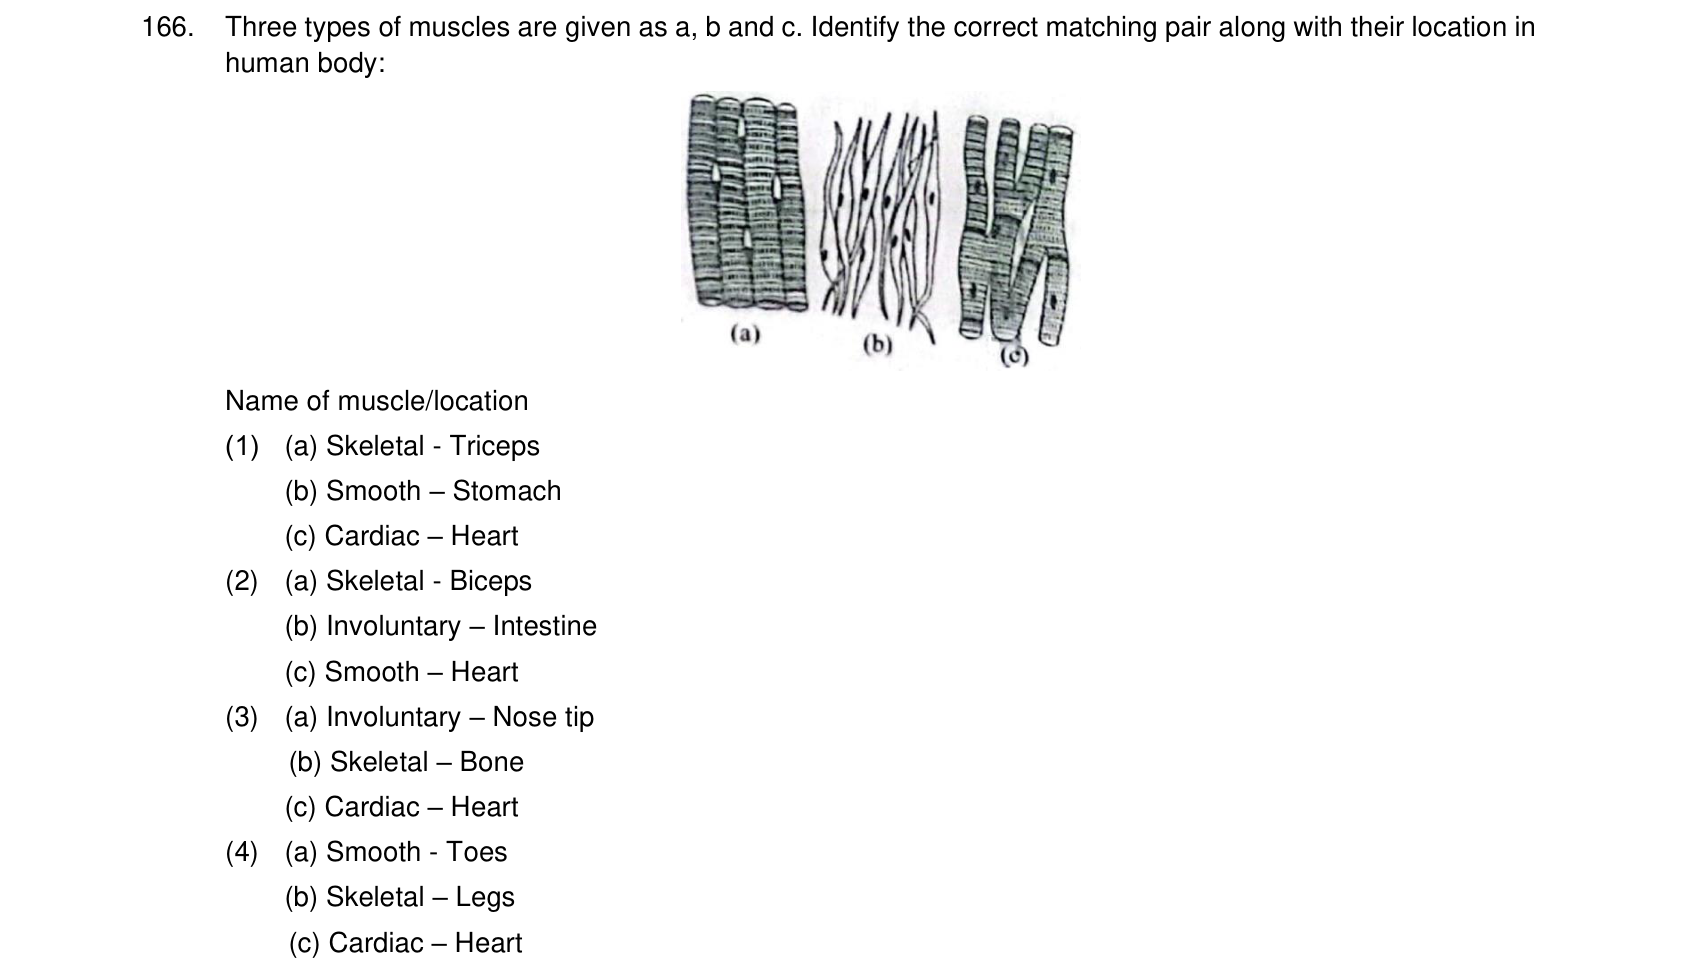 166. Three types of muscles are given as a, b and c. Identify the correct matching pair along with their location in
human body:
(a) (b) (c)
Name of muscle/location
(1) (a) Skeletal - Triceps
(b) Smooth – Stomach
(c) Cardiac – Heart
(2) (a) Skeletal - Biceps
(b) Involuntary – Intestine
(c) Smooth – Heart
(3) (a) Involuntary – Nose tip
(b) Skeletal – Bone
(c) Cardiac – Heart
(4) (a) Smooth - Toes
(b) Skeletal – Legs
(c) Cardiac – Heart